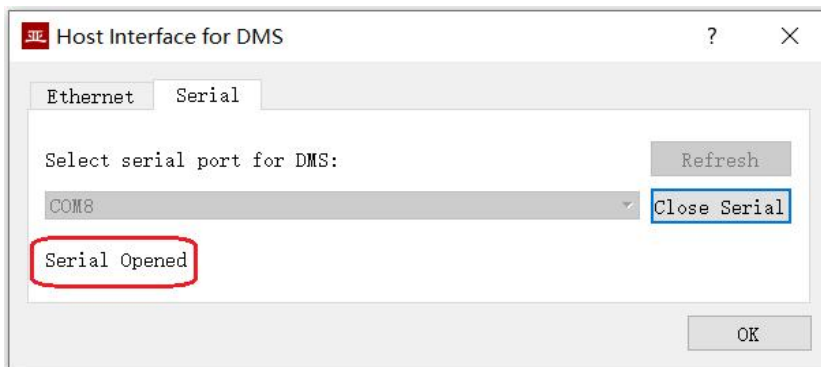 Host Interface for DMS
Ethernet Serial
Select serial port for DMS:
Refresh
COM8
Close Serial
Serial Opened
OK